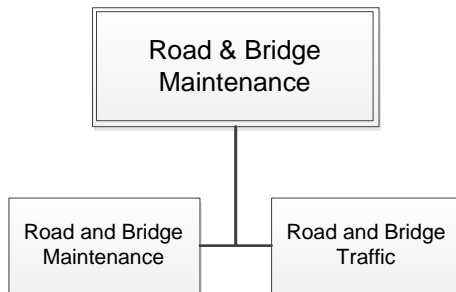 Road & Bridge
Maintenance
Road and Bridge
Maintenance
Road and Bridge
Traffic